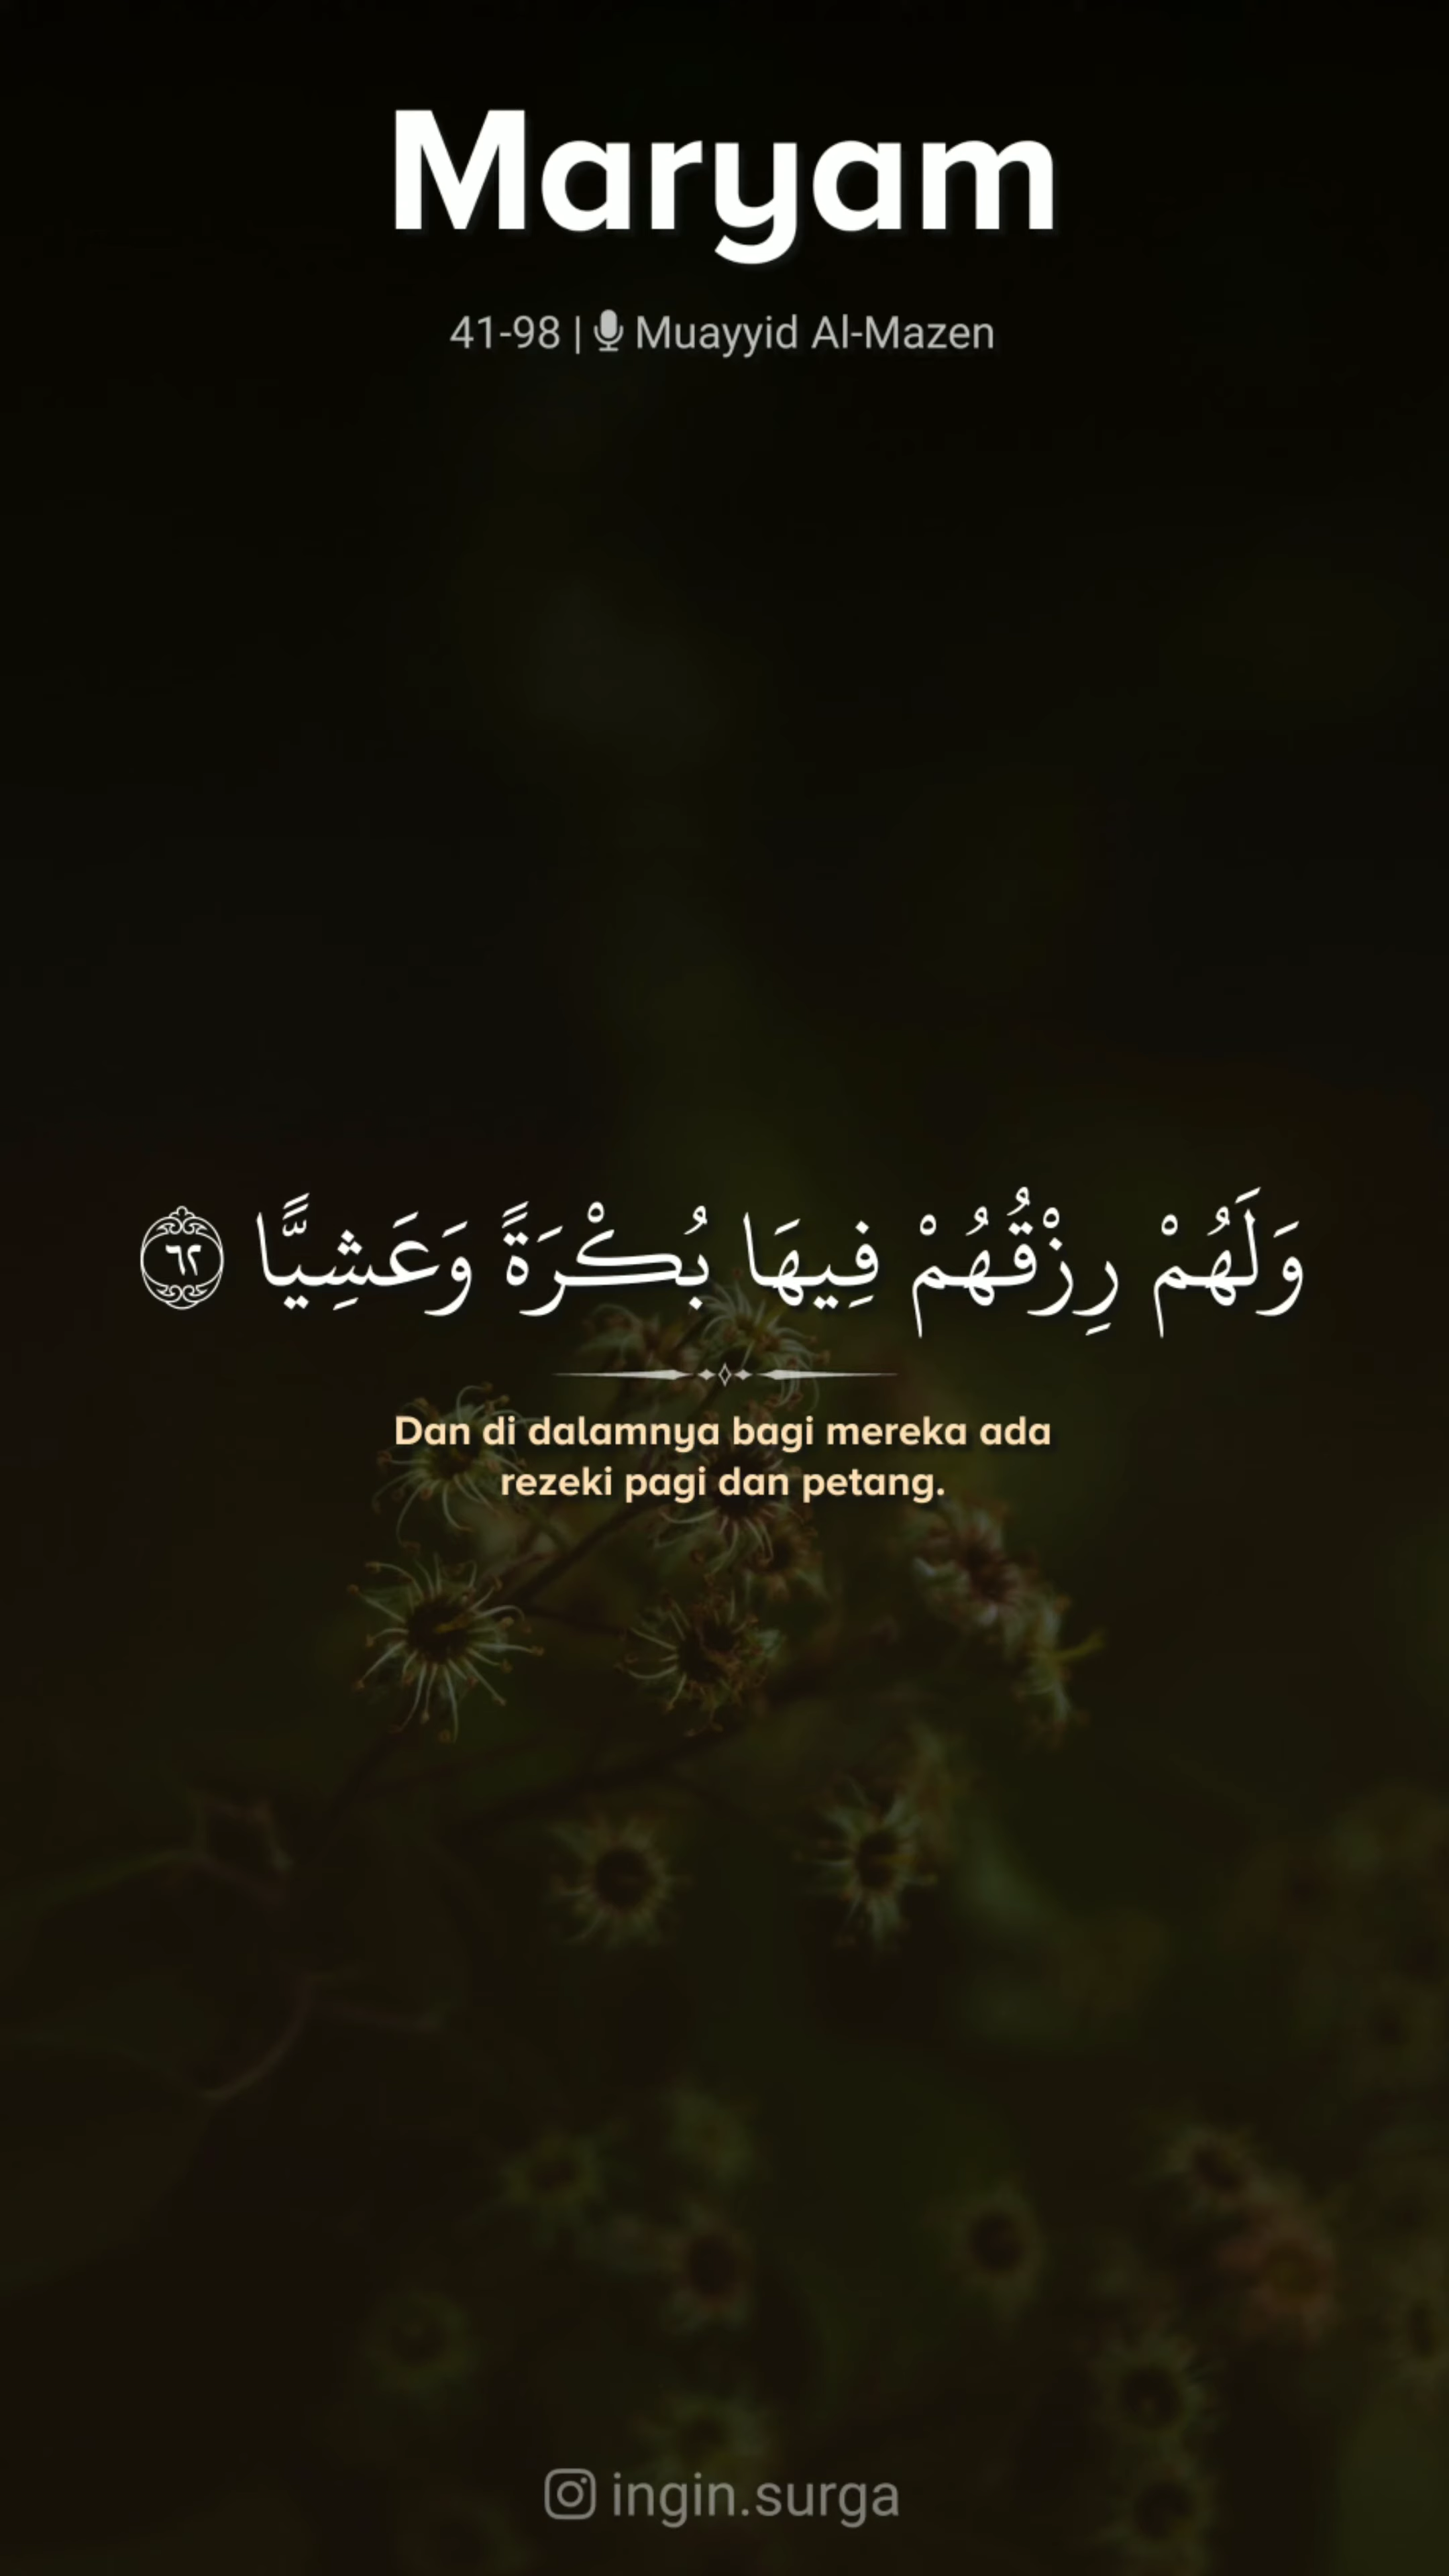 Maryam
41-98 | Muayyid Al-Mazen
وَلَهُمْ رِزْقُهُمْ فِيهَا بُكْرَةً وَعَشِيًّا ٦٢
Dan di dalamnya bagi mereka ada
rezeki pagi dan petang.
ingin.surga